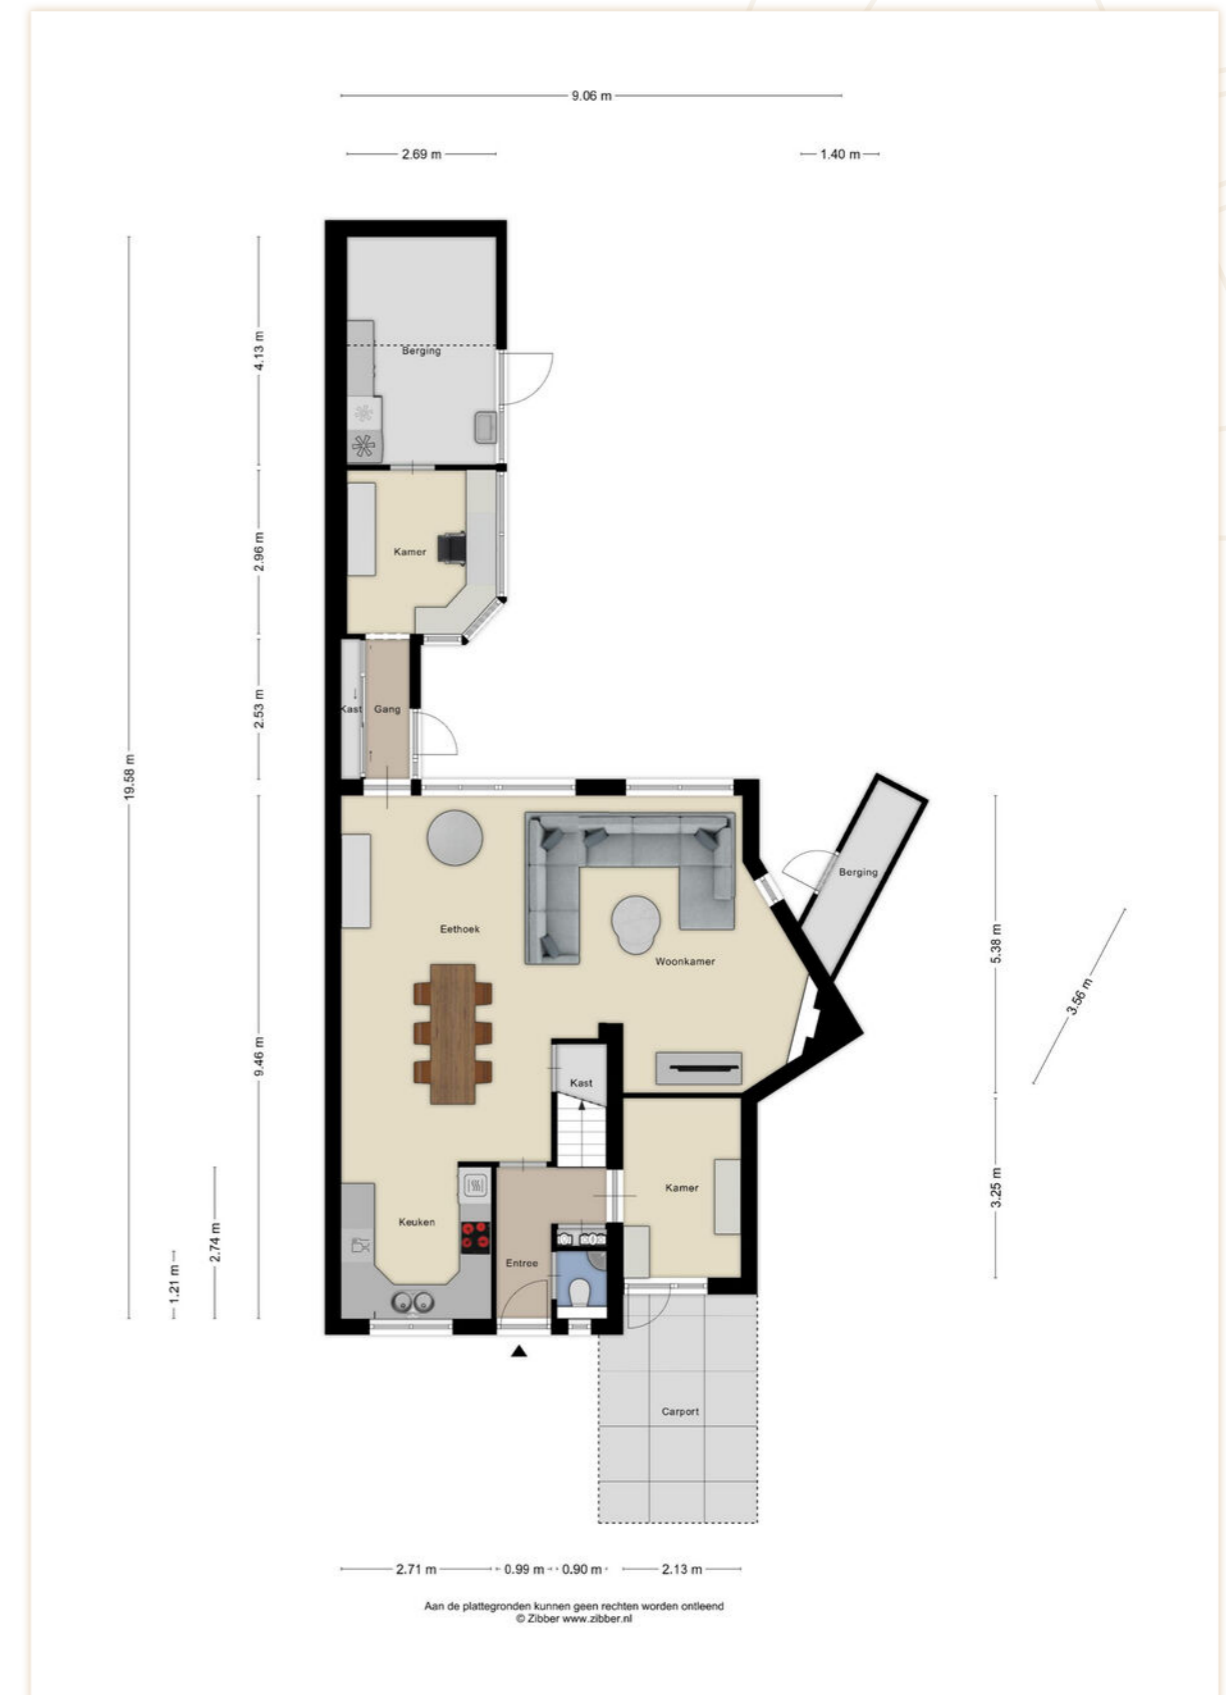 9.06 m
2.69 m
1.40 m
4.13 m
Berging
2.96 m
Kamer
2.53 m
Kast
Gang
19.58 m
Berging
Eethoek
5.38 m
Woonkamer
3.56 m
9.46 m
Kast
Kamer
3.25 m
Keuken
2.74 m
Entree
1.21 m
Carport
2.71 m
0.99 m
0.90 m
2.13 m
Aan de plattegronden kunnen geen rechten worden ontleend
© Zibber www.zibber.nl